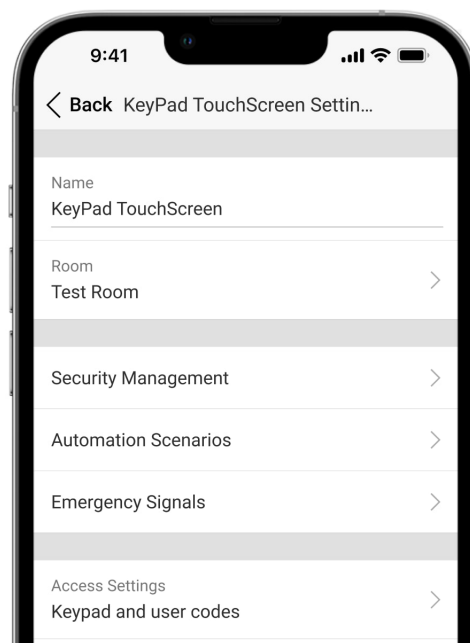 9:41
Back KeyPad TouchScreen Settin...
Name
KeyPad TouchScreen
Room
Test Room
Security Management
Automation Scenarios
Emergency Signals
Access Settings
Keypad and user codes